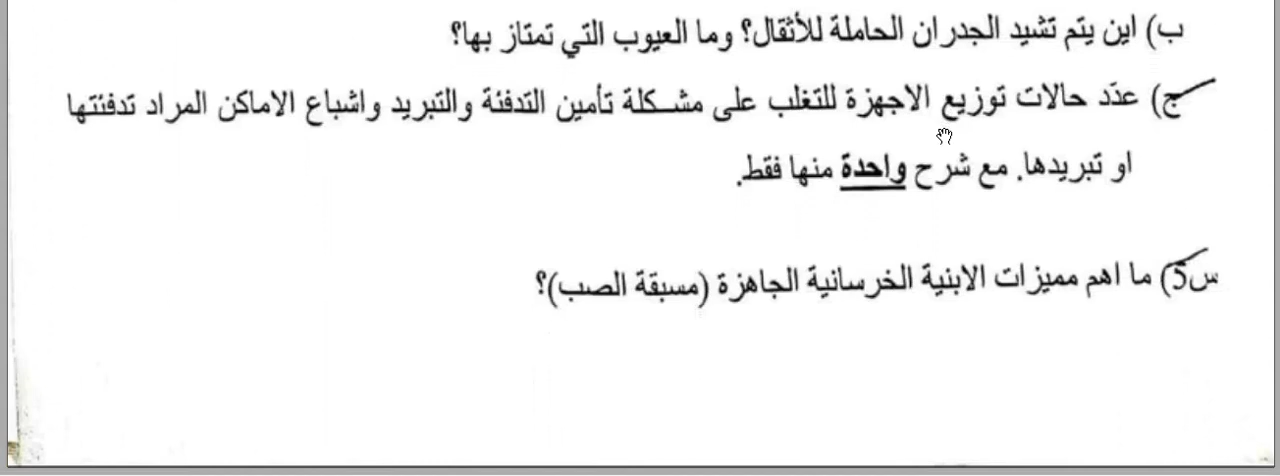 ب) اين يتم تشيد الجدران الحاملة للأثقال؟ وما العيوب التي تمتاز بها؟
ج) عدّد حالات توزيع الاجهزة للتغلب على مشكلة تأمين التدفئة والتبريد واشباع الاماكن المراد تدفئتها
او تبريدها. مع شرح واحدة منها فقط.
س5) ما اهم مميزات الابنية الخرسانية الجاهزة (مسبقة الصب)؟